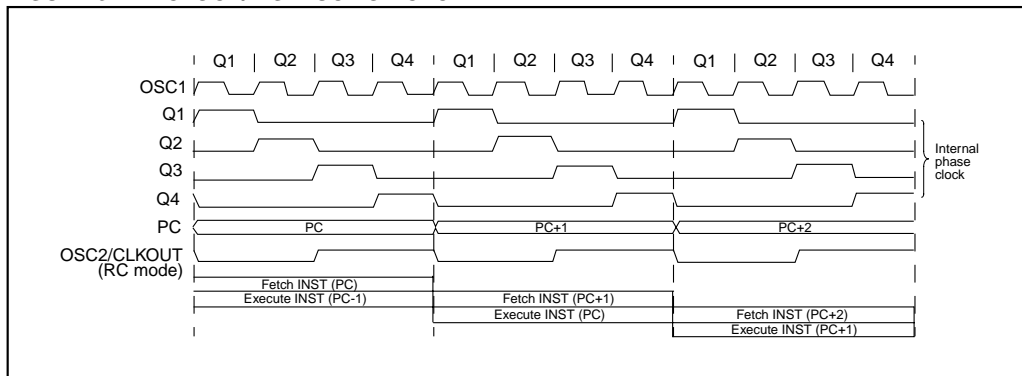 Q1 Q2 Q3 Q4 Q1 Q2 Q3 Q4 Q1 Q2 Q3 Q4
OSC1
Q1
Q2
Q3
Q4
Internal
phase
clock
PC PC PC+1 PC+2
OSC2/CLKOUT
(RC mode)
Fetch INST (PC)
Execute INST (PC-1) Fetch INST (PC+1)
Execute INST (PC) Fetch INST (PC+2)
Execute INST (PC+1)